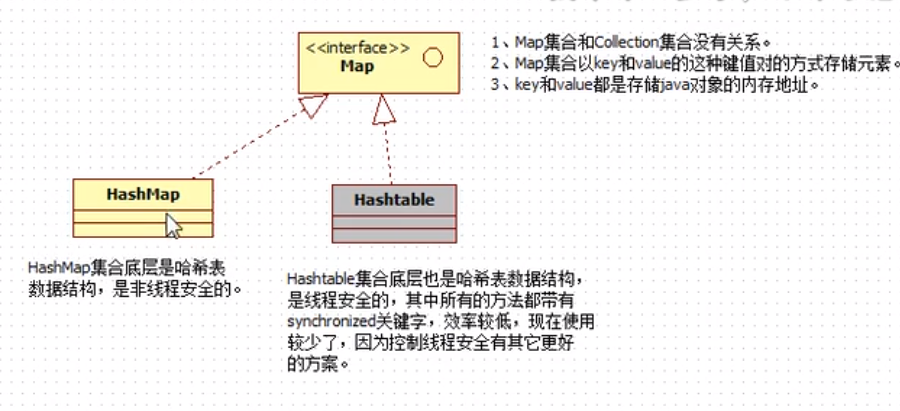 <<interface>>
Map
1、Map集合和Collection集合没有关系。
2、Map集合以key和value的这种键值对的方式存储元素。
3、key和value都是存储java对象的内存地址。
HashMap
Hashtable
HashMap集合底层是哈希表
数据结构，是非线程安全的。
Hashtable集合底层也是哈希表数据结构，
是线程安全的，其中所有的方法都带有
synchronized关键字，效率较低，现在使用
较少了，因为控制线程安全有其它更好
的方案。